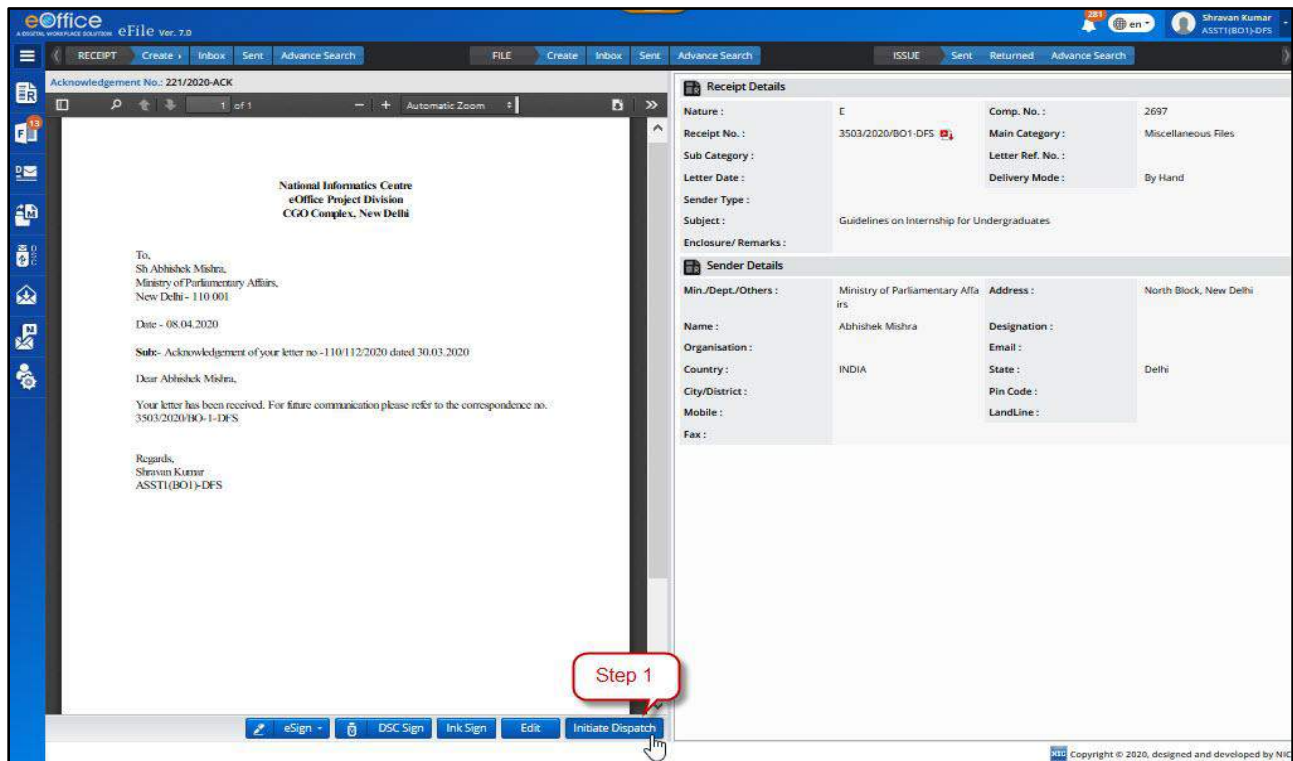 eOffice
A DIGITAL WORKPLACE SOLUTION eFile Ver. 7.0
281
en
Shravan Kumar
ASST1(BO1)-DFS
RECEIPT Create Inbox Sent Advance Search FILE Create Inbox Sent Advance Search ISSUE Sent Returned Advance Search
Acknowledgement No.: 221/2020-ACK
1 of 1 Automatic Zoom
13
National Informatics Centre
eOffice Project Division
CGO Complex, New Delhi
To,
Sh Abhishek Mishra,
Ministry of Parliamentary Affairs,
New Delhi - 110 001
Date - 08.04.2020
Sub:- Acknowledgement of your letter no -110/112/2020 dated 30.03.2020
Dear Abhishek Mishra,
Your letter has been received. For future communication please refer to the correspondence no.
3503/2020/BO-1-DFS
Regards,
Shravan Kumar
ASST1(BO1)-DFS
Step 1
eSign DSC Sign Ink Sign Edit Initiate Dispatch
Receipt Details
Nature : E Comp. No. : 2697
Receipt No. : 3503/2020/BO1-DFS Main Category : Miscellaneous Files
Sub Category : Letter Ref. No. :
Letter Date : Delivery Mode : By Hand
Sender Type :
Subject : Guidelines on Internship for Undergraduates
Enclosure/ Remarks :
Sender Details
Min./Dept./Others : Ministry of Parliamentary Affa Address : North Block, New Delhi
irs
Name : Abhishek Mishra Designation :
Organisation : Email :
Country : INDIA State : Delhi
City/District : Pin Code :
Mobile : LandLine :
Fax :
NIC Copyright © 2020, designed and developed by NIC